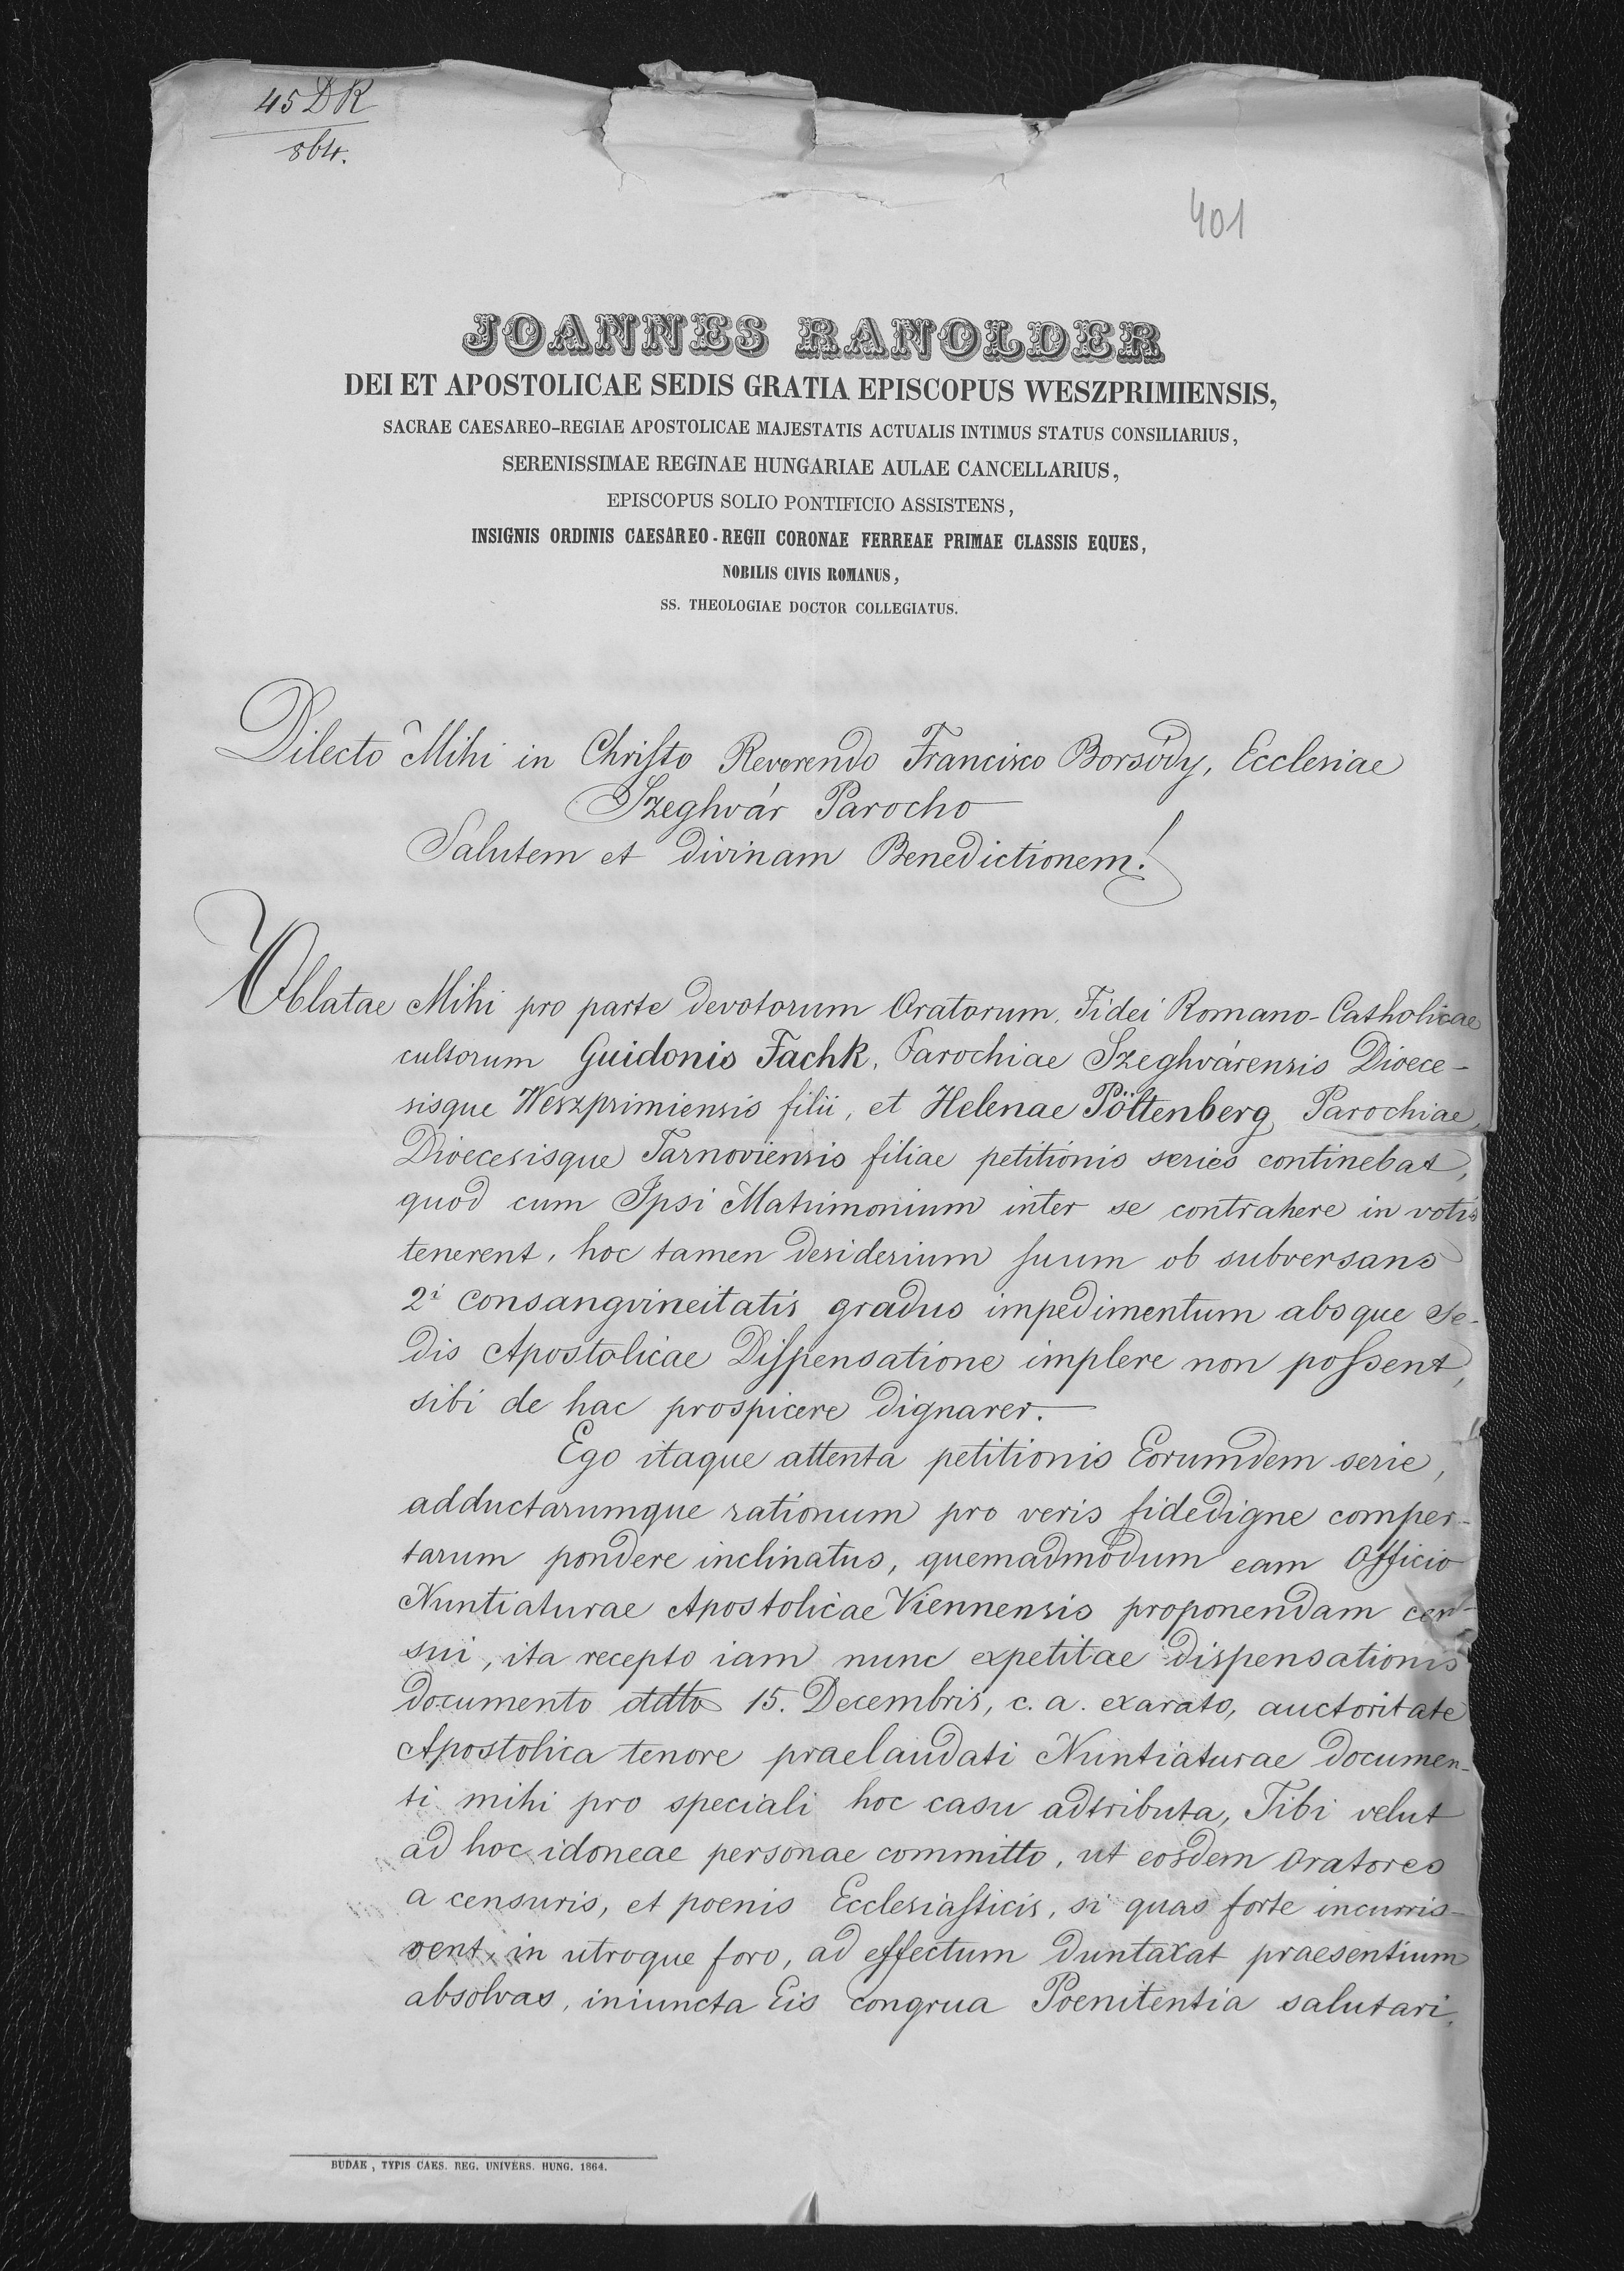 45 DR
864.
401
JOANNES RANOLDER
DEI ET APOSTOLICAE SEDIS GRATIA EPISCOPUS WESZPRIMIENSIS,
SACRAE CAESAREO-REGIAE APOSTOLICAE MAJESTATIS ACTUALIS INTIMUS STATUS CONSILIARIUS,
SERENISSIMAE REGINAE HUNGARIAE AULAE CANCELLARIUS,
EPISCOPUS SOLIO PONTIFICIO ASSISTENS,
INSIGNIS ORDINIS CAESAREO-REGII CORONAE FERREAE PRIMAE CLASSIS EQUES,
NOBILIS CIVIS ROMANUS,
SS. THEOLOGIAE DOCTOR COLLEGIATUS.
Dilecto Mihi in Chriſto Reverendo Francisco Borsódy, Ecclesiae
Szeghvár Parocho
Salutem et divinam Benedictionem!
Oblatae Mihi pro parte devotorum Oratorum, Fidei Romano-Catholicae
cultorum Guidonis Fachk, Parochiae Szeghvárensis Dioece-
sisque Weszprimiensis filii, et Helenae Pöltenberg, Parochiae,
Dioecesisque Tarnoviensis filiae petitionis series continebat,
quod cum Ipsi Matrimonium inter se contrahere in votis
tenerent, hoc tamen desiderium ſuum ob subversans
2i consangvineitatis gradus impedimentum absque Se-
dis Apostolicae Diſpensatione implere non poſsent,
sibi de hac prospicere dignarer.
Ego itaque attenta petitionis Eorumdem serie,
adductarumque rationum pro veris fidedigne comper-
tarum pondere inclinatus, quemadmodum eam Officio
Nuntiaturae Apostolicae Viennensis proponendam cen-
sui, ita recepto iam nunc expetitae dispensationis
documento ddto 15. Decembris, c. a. exarato, auctoritate
Apostolica tenore praelaudati Nuntiaturae documen-
ti mihi pro speciali hoc casu adtributa, Tibi velut
ad hoc idoneae personae committo, ut eosdem Oratores
a censuris, et poenis Ecclesiaſticis, si quas forte incurris-
sent, in utroque foro, ad effectum duntaxat praesentium
absolvas, iniuncta Eis congrua Poenitentia salutari,
BUDAE, TYPIS CAES. REG. UNIVERS. HUNG. 1864.